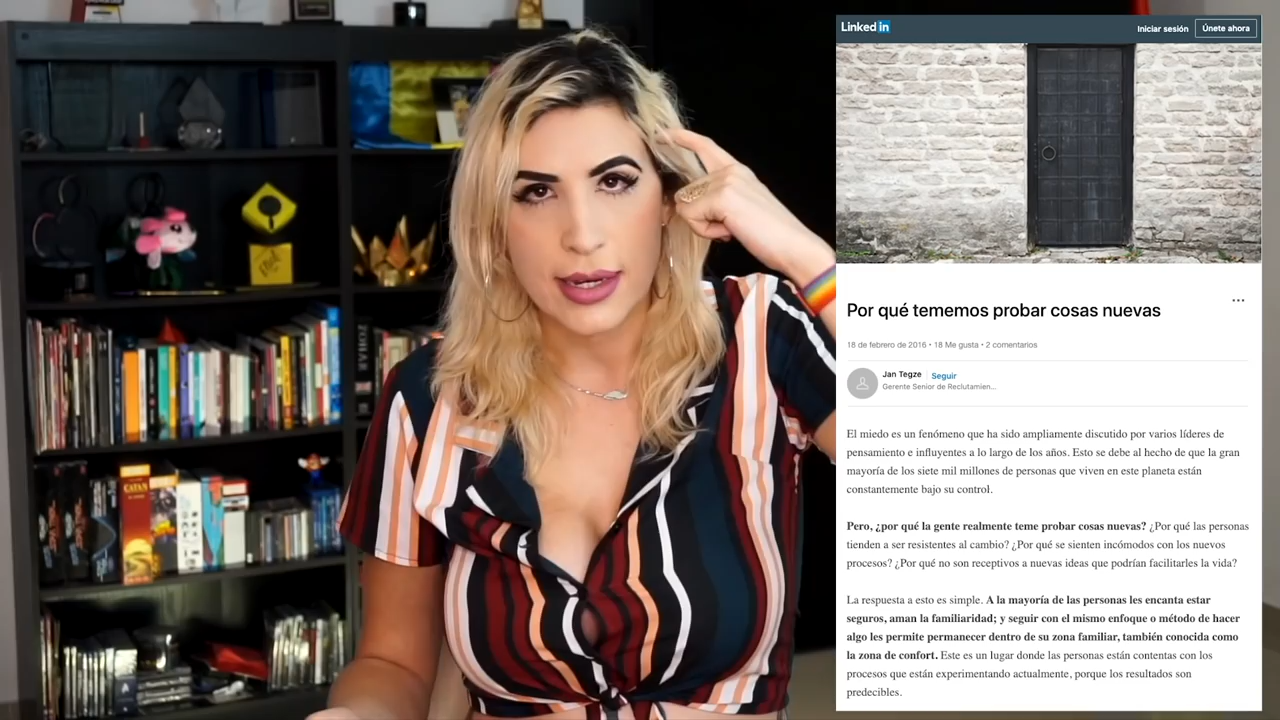 Linked in
Iniciar sesión
Únete ahora
Por qué tememos probar cosas nuevas
18 de febrero de 2016 • 18 Me gusta • 2 comentarios
Jan Tegze
Seguir
Gerente Senior de Reclutamien...
El miedo es un fenómeno que ha sido ampliamente discutido por varios líderes de
pensamiento e influyentes a lo largo de los años. Esto se debe al hecho de que la gran
mayoría de los siete mil millones de personas que viven en este planeta están
constantemente bajo su control.
Pero, ¿por qué la gente realmente teme probar cosas nuevas? ¿Por qué las personas
tienden a ser resistentes al cambio? ¿Por qué se sienten incómodos con los nuevos
procesos? ¿Por qué no son receptivos a nuevas ideas que podrían facilitarles la vida?
La respuesta a esto es simple. A la mayoría de las personas les encanta estar
seguros, aman la familiaridad; y seguir con el mismo enfoque o método de hacer
algo les permite permanecer dentro de su zona familiar, también conocida como
la zona de confort. Este es un lugar donde las personas están contentas con los
procesos que están experimentando actualmente, porque los resultados son
predecibles.
CATAN